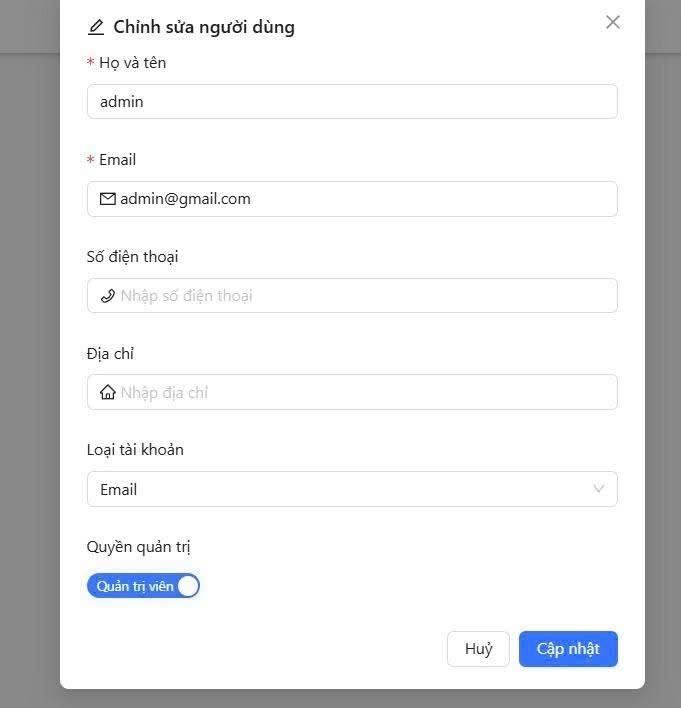 Chỉnh sửa người dùng
* Họ và tên
admin
* Email
admin@gmail.com
Số điện thoại
Nhập số điện thoại
Địa chỉ
Nhập địa chỉ
Loại tài khoản
Email
Quyền quản trị
Quản trị viên
Huỷ
Cập nhật